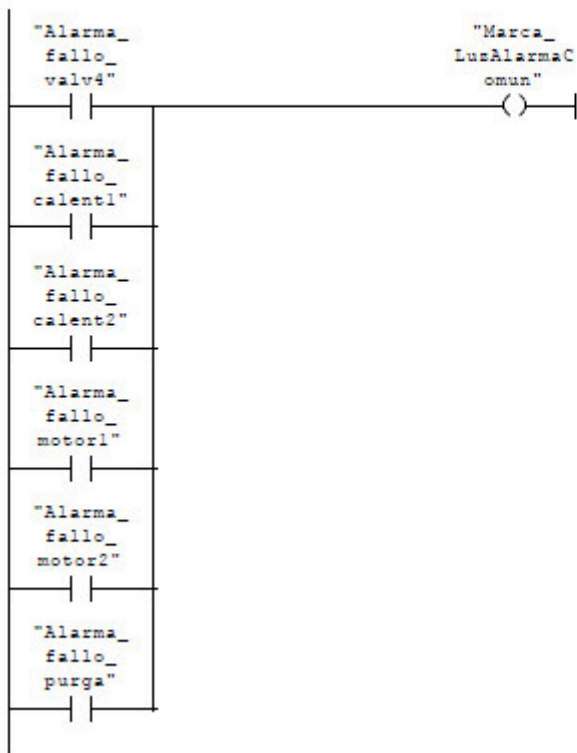 "Alarma_
fallo_
valv4"
"Marca_
LusAlarmaC
omun"
"Alarma_
fallo_
calent1"
"Alarma_
fallo_
calent2"
"Alarma_
fallo_
motor1"
"Alarma_
fallo_
motor2"
"Alarma_
fallo_
purga"